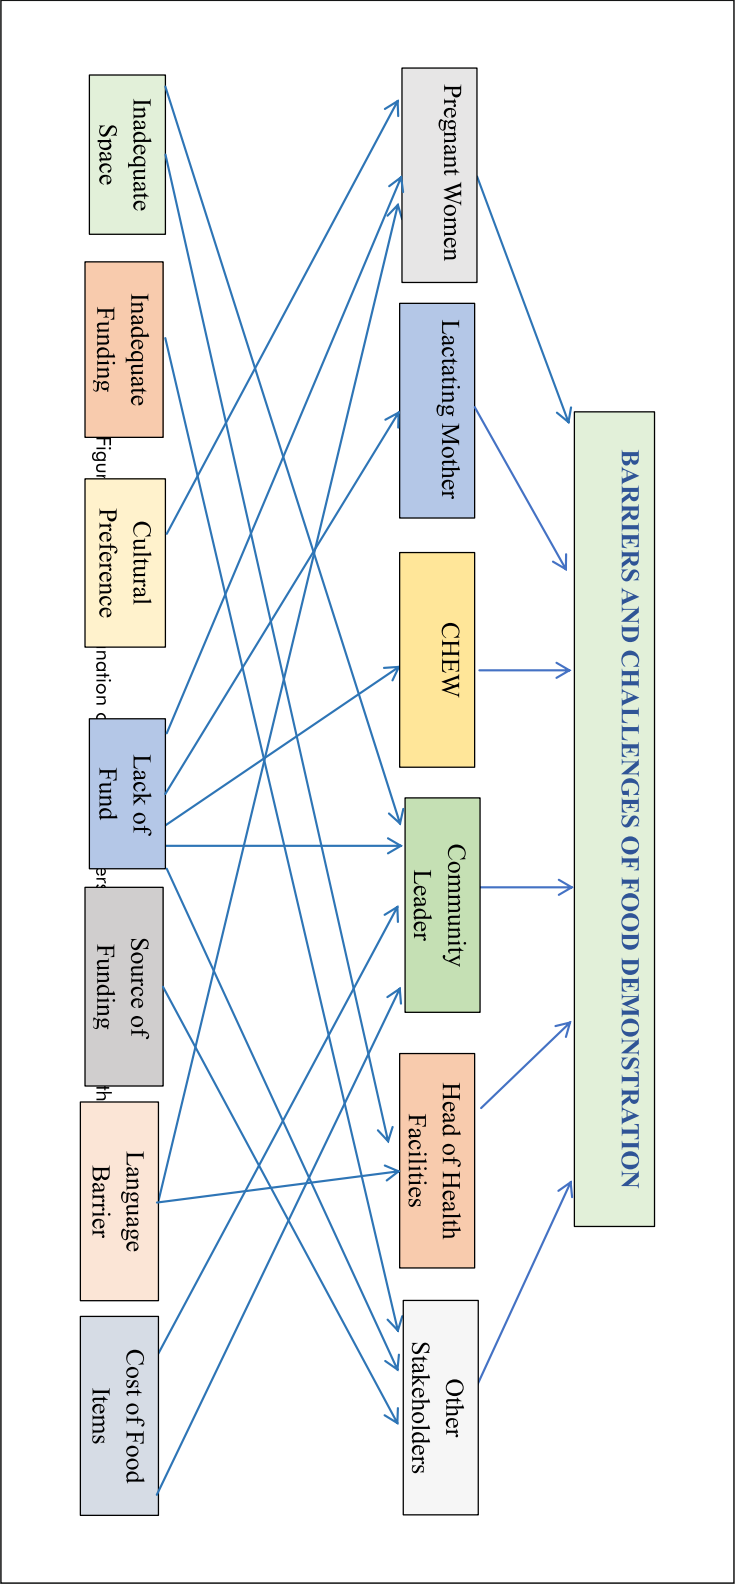 BARRIERS AND CHALLENGES OF FOOD DEMONSTRATION
Pregnant Women
Lactating Mother
CHEW
Community
Leader
Head of Health
Facilities
Other
Stakeholders
Inadequate
Space
Inadequate
Funding
Cultural
Preference
Lack of
Fund
Source of
Funding
Language
Barrier
Cost of Food
Items